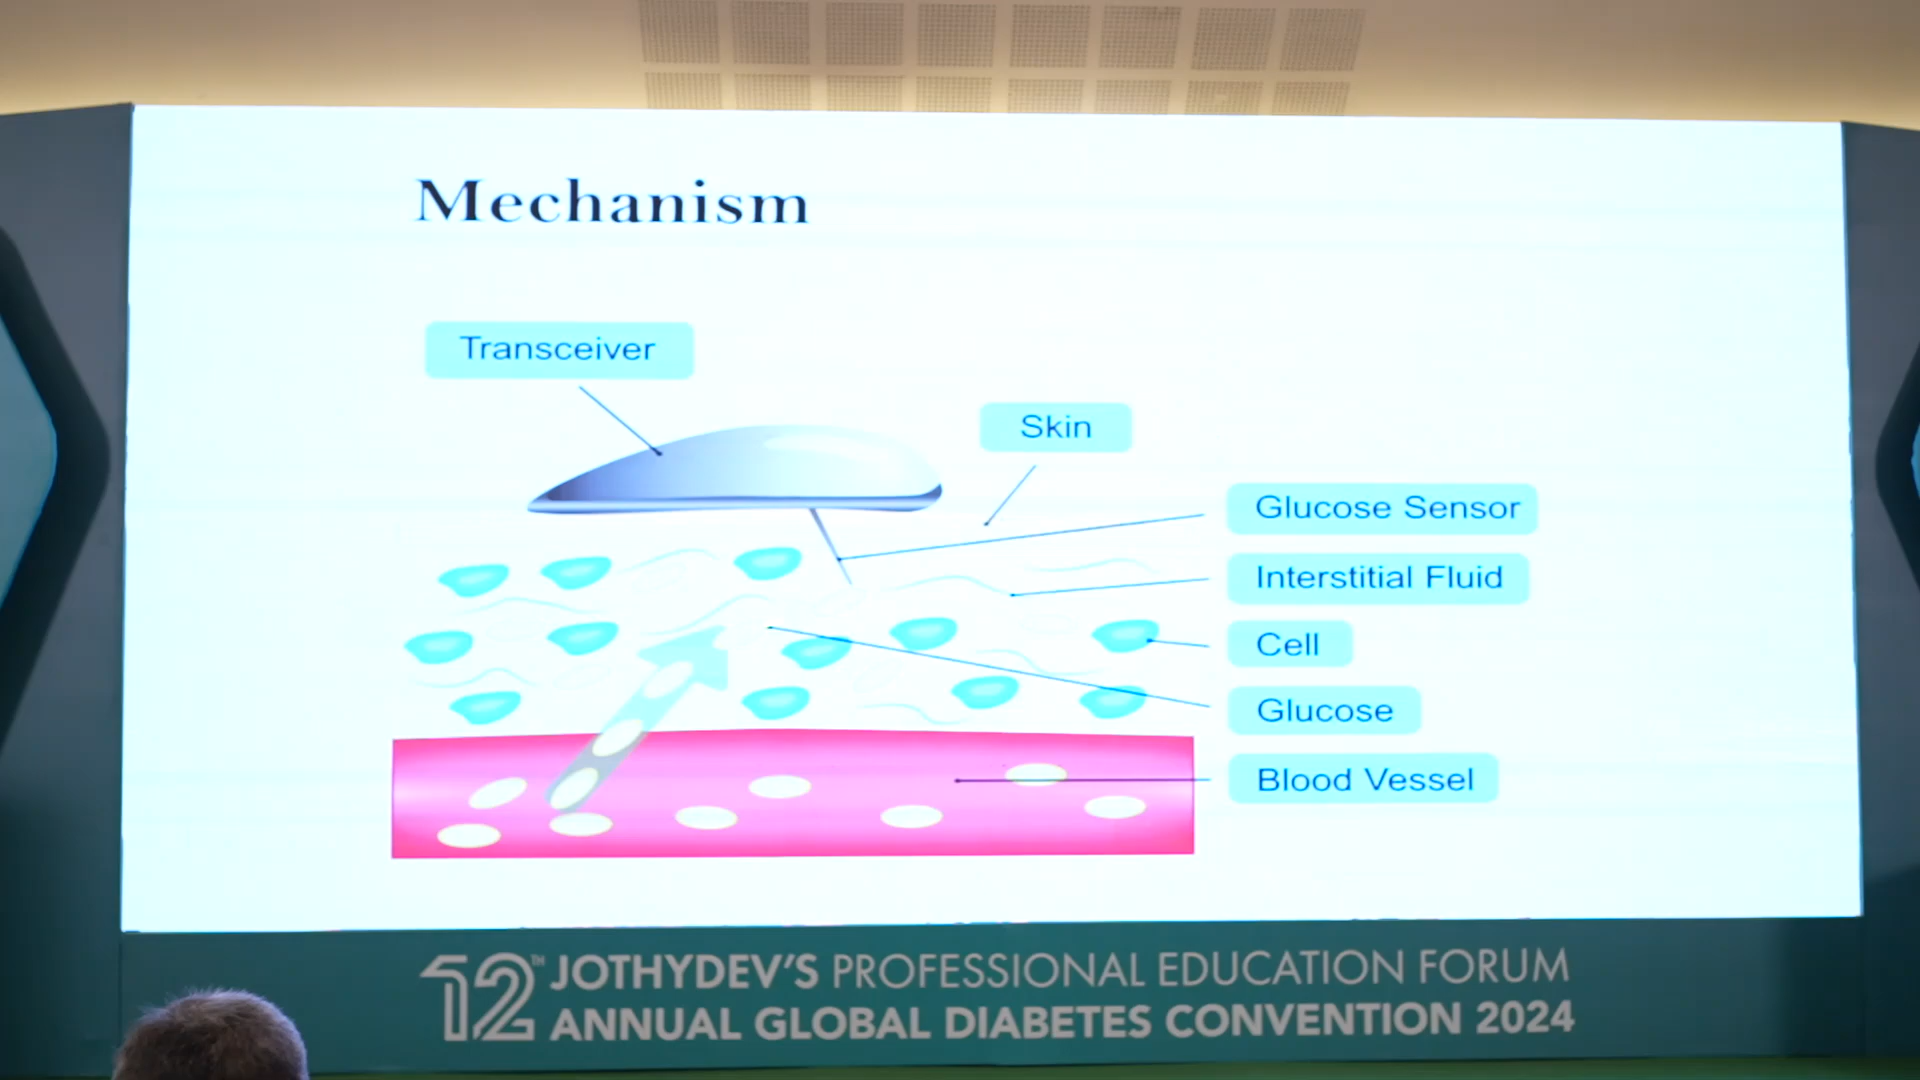 Mechanism
Transceiver
Skin
Glucose Sensor
Interstitial Fluid
Cell
Glucose
Blood Vessel
12TH JOTHYDEV'S PROFESSIONAL EDUCATION FORUM
ANNUAL GLOBAL DIABETES CONVENTION 2024